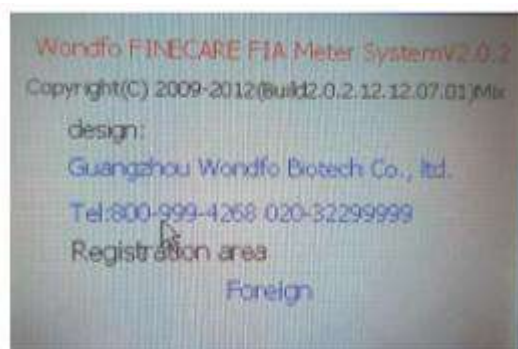 Wondfo FINECARE FIA Meter SystemV2.0.2
Copyright(C) 2009-2012(Build2.0.2.12.12.07.01)Mix
design:
Guangzhou Wondfo Biotech Co., ltd.
Tel:800-999-4268 020-32299999
Registration area
Foreign